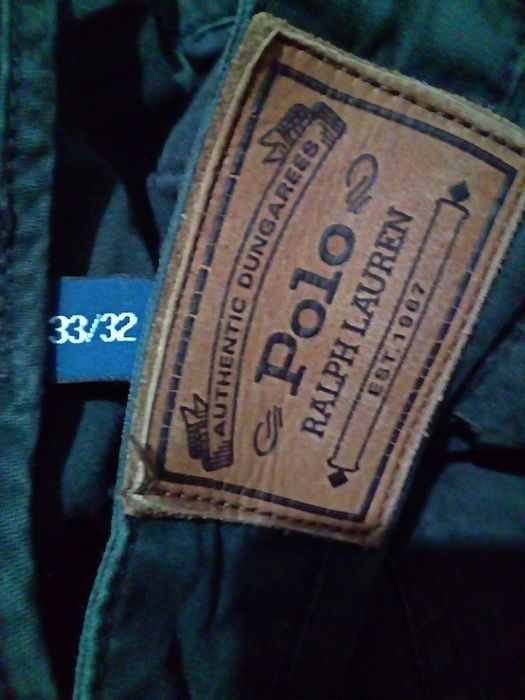 33/32
AUTHENTIC DUNGAREES
Polo
RALPH LAUREN
EST. 1967